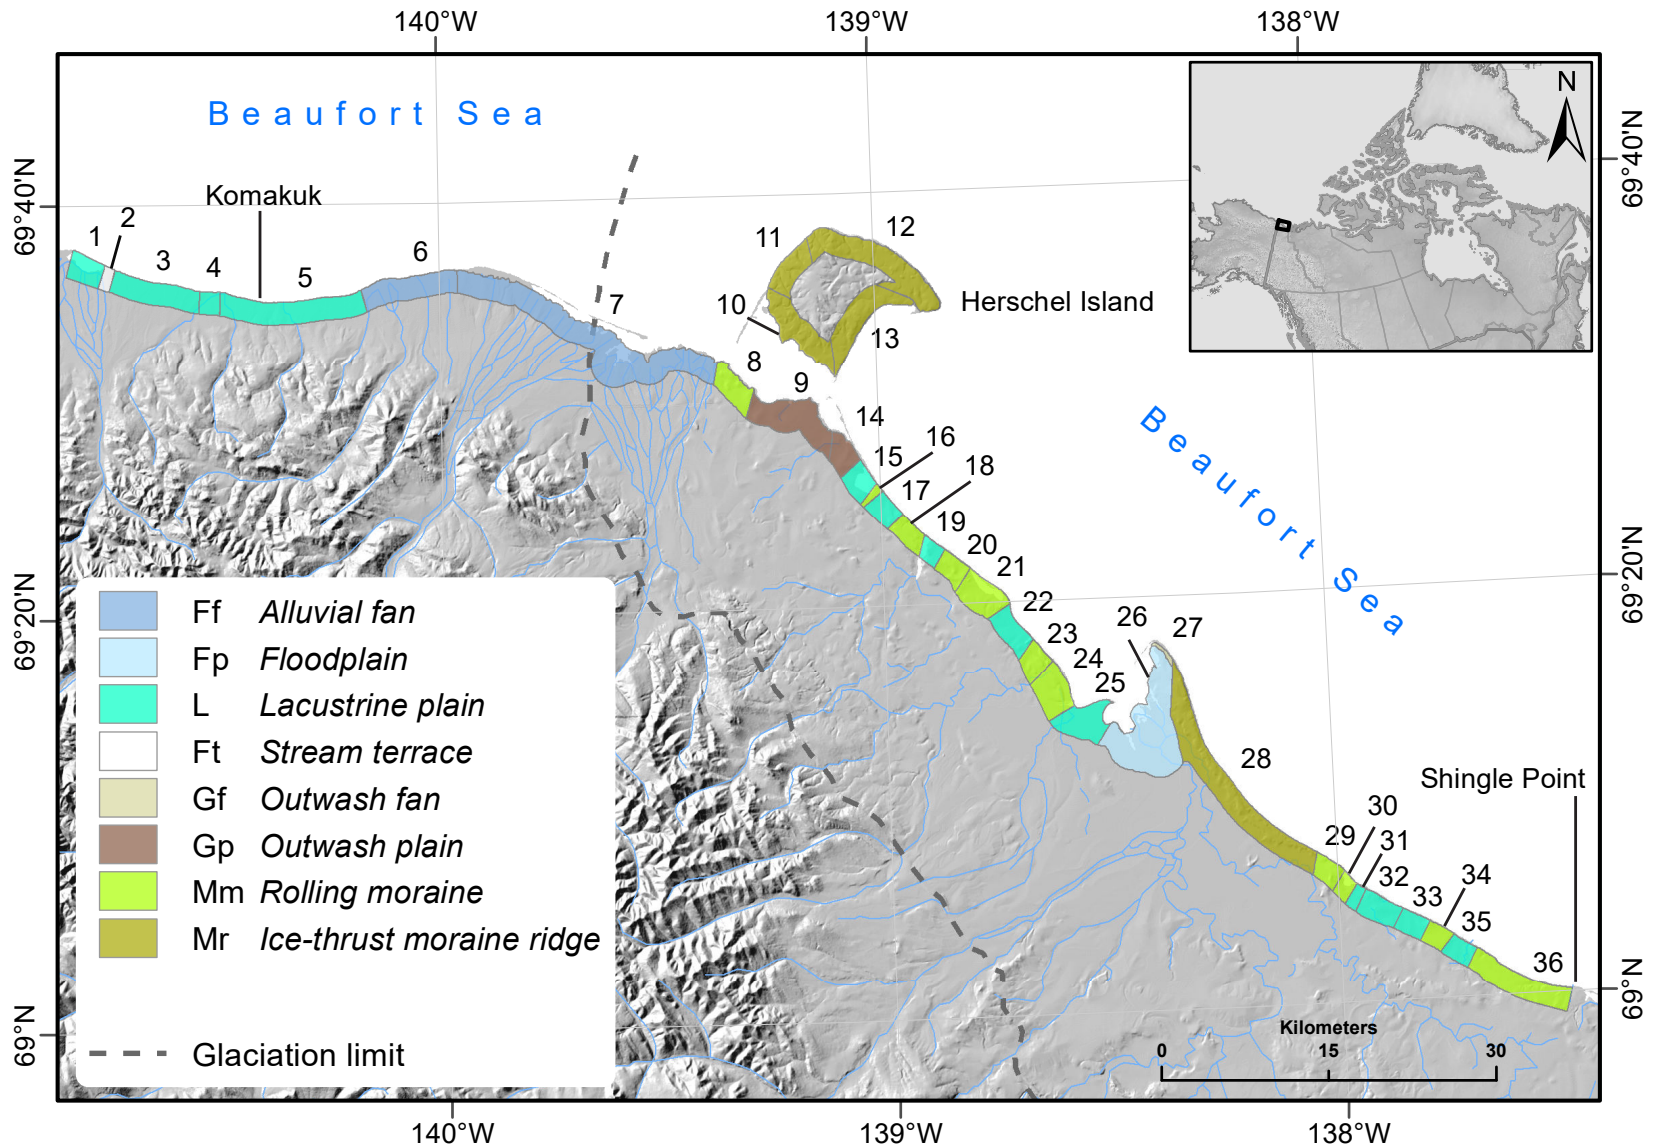 140°W 139°W 138°W
Beaufort Sea
N
69°40'N
69°40'N
Komakuk
1 2 3 4 5 6 7
11 12
10 13
Herschel Island
8 9
14
15 16
17 18
19
20
21
22
23
24
25
26 27
28
29 30
31
32
33 34
35
36
Beaufort Sea
69°20'N
69°20'N
Shingle Point
Ff Alluvial fan
Fp Floodplain
L Lacustrine plain
Ft Stream terrace
Gf Outwash fan
Gp Outwash plain
Mm Rolling moraine
Mr Ice-thrust moraine ridge
Glaciation limit
69°N
69°N
Kilometers
0 15 30
140°W 139°W 138°W